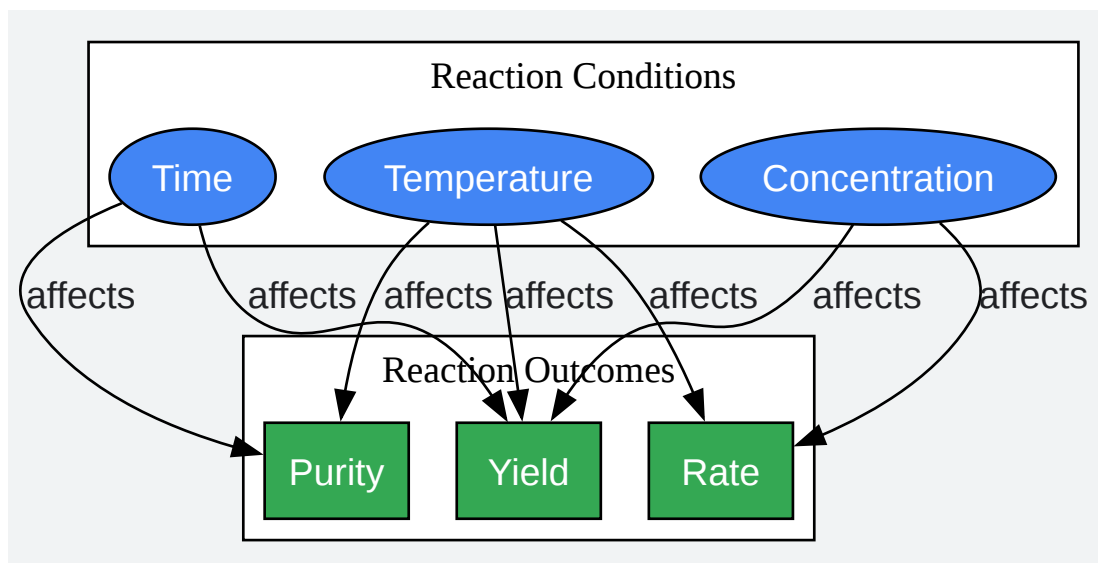 Reaction Conditions
Time Temperature Concentration
affects affects affects affects affects affects affects
Reaction Outcomes
Purity Yield Rate